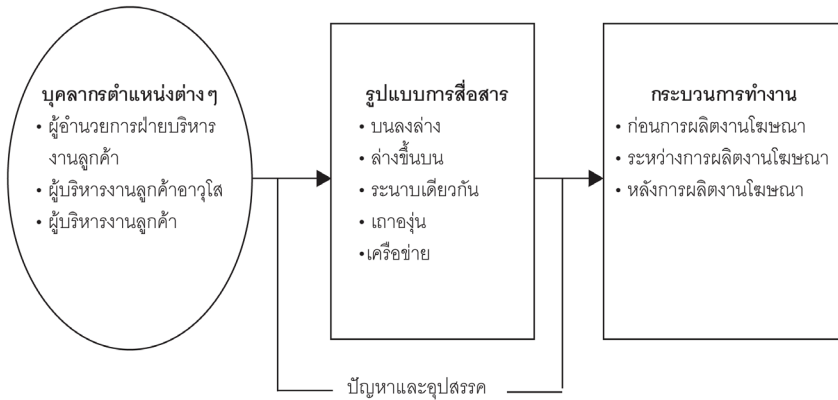 บุคลากรตำแหน่งต่างๆ
• ผู้อำนวยการฝ่ายบริหาร
งานลูกค้า
• ผู้บริหารงานลูกค้าอาวุโส
• ผู้บริหารงานลูกค้า
รูปแบบการสื่อสาร
• บนลงล่าง
• ล่างขึ้นบน
• ระนาบเดียวกัน
• เถาองุ่น
•เครือข่าย
กระบวนการทำงาน
• ก่อนการผลิตงานโฆษณา
• ระหว่างการผลิตงานโฆษณา
• หลังการผลิตงานโฆษณา
ปัญหาและอุปสรรค